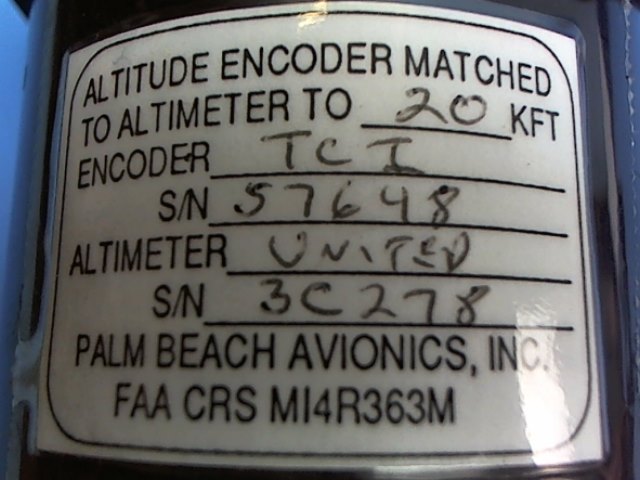 ALTITUDE ENCODER MATCHED
TO ALTIMETER TO 20 KFT
ENCODER TCI
S/N 57648
ALTIMETER UNITED
S/N 3C278
PALM BEACH AVIONICS, INC.
FAA CRS MI4R363M